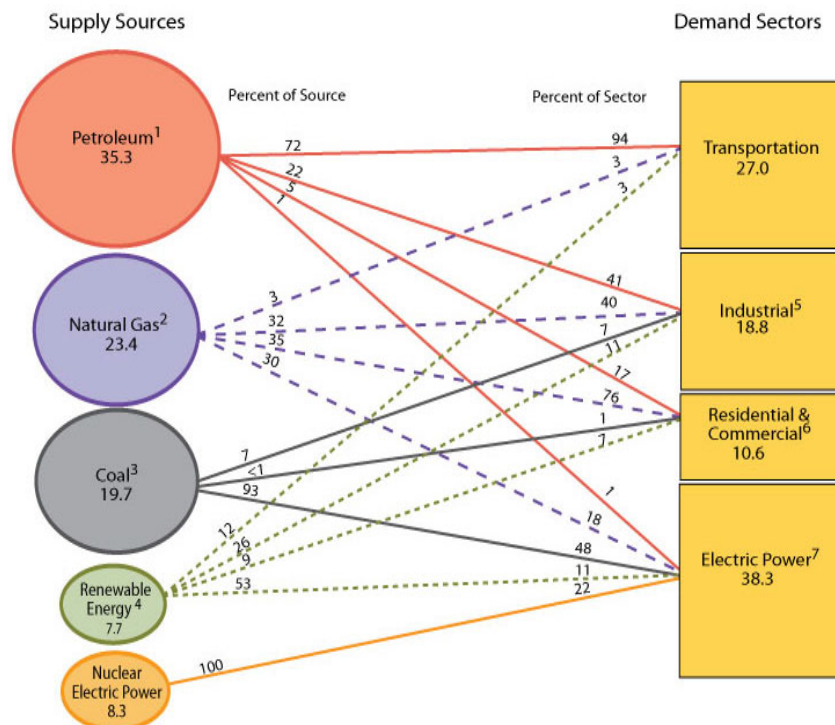 Supply Sources
Demand Sectors
Percent of Source
Percent of Sector
Petroleum1
35.3
Natural Gas2
23.4
Coal3
19.7
Renewable
Energy 4
7.7
Nuclear
Electric Power
8.3
72
22
5
1
3
32
35
30
7
<1
93
12
26
9
53
100
94
3
3
41
40
7
11
17
76
1
7
1
18
48
11
22
Transportation
27.0
Industrial5
18.8
Residential &
Commercial6
10.6
Electric Power7
38.3